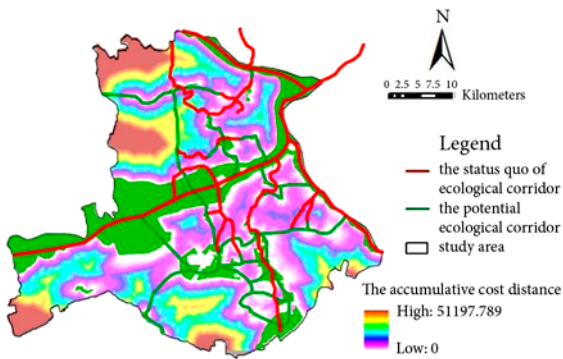 N
0 2.5 5 7.5 10
Kilometers
Legend
the status quo of
ecological corridor
the potential
ecological corridor
study area
The accumulative cost distance
High: 51197.789
Low: 0